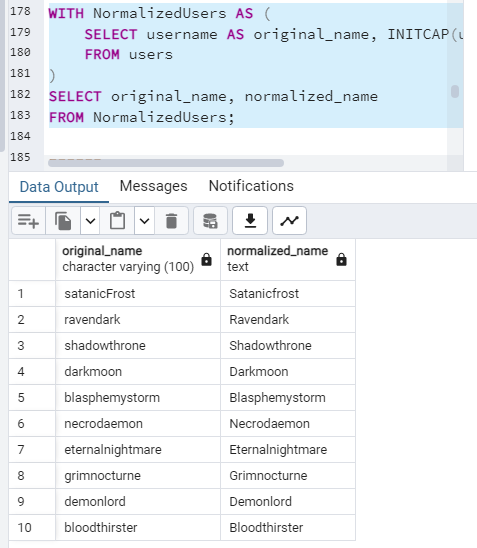 178 WITH NormalizedUsers AS (
179 SELECT username AS original_name, INITCAP(u
180 FROM users
181 )
182 SELECT original_name, normalized_name
183 FROM NormalizedUsers;
184
185
Data Output Messages Notifications
original_name normalized_name
character varying (100) text
1 satanicFrost Satanicfrost
2 ravendark Ravendark
3 shadowthrone Shadowthrone
4 darkmoon Darkmoon
5 blasphemystorm Blasphemystorm
6 necrodaemon Necrodaemon
7 eternalnightmare Eternalnightmare
8 grimnocturne Grimnocturne
9 demonlord Demonlord
10 bloodthirster Bloodthirster